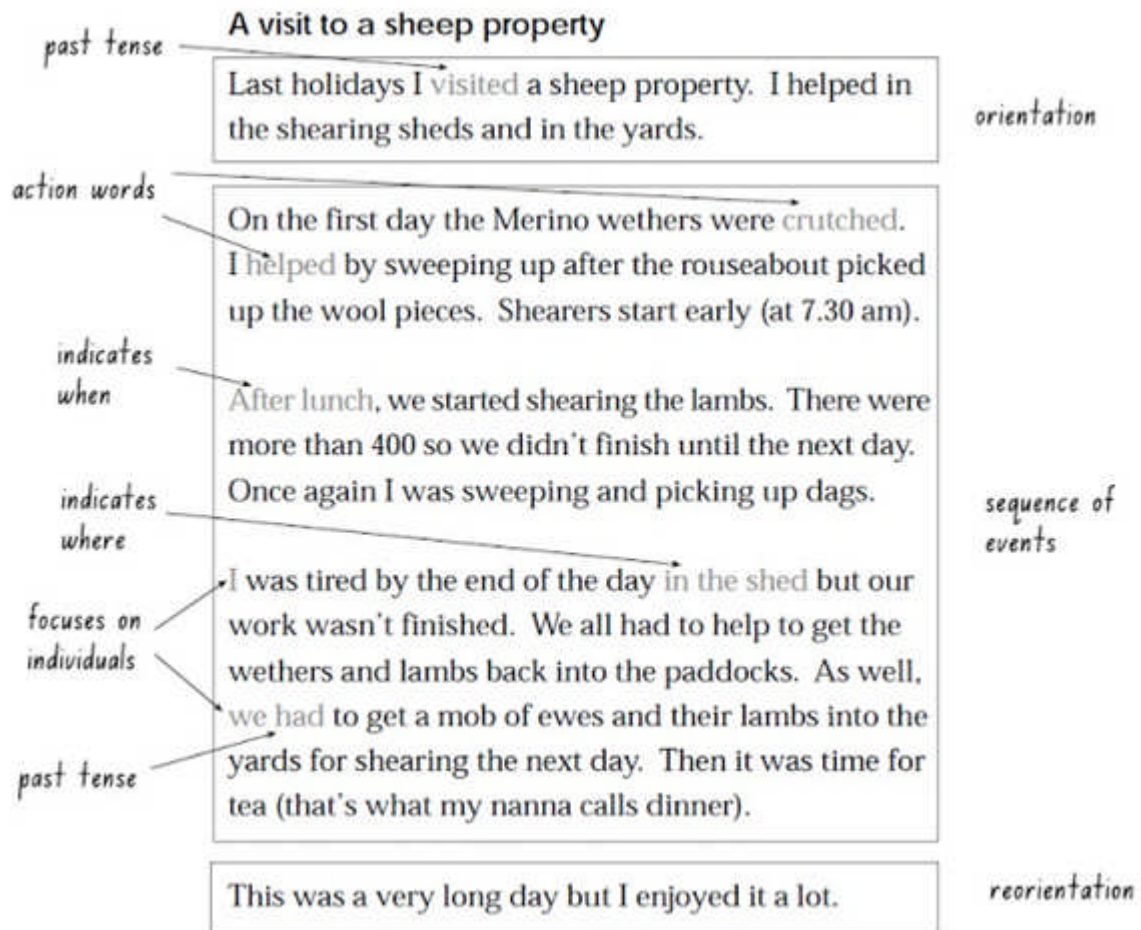 A visit to a sheep property
past tense
Last holidays I visited a sheep property. I helped in
the shearing sheds and in the yards.
orientation
action words
On the first day the Merino wethers were crutched.
I helped by sweeping up after the rouseabout picked
up the wool pieces. Shearers start early (at 7.30 am).
indicates
when
After lunch, we started shearing the lambs. There were
more than 400 so we didn't finish until the next day.
Once again I was sweeping and picking up dags.
indicates
where
sequence of
events
I was tired by the end of the day in the shed but our
work wasn't finished. We all had to help to get the
wethers and lambs back into the paddocks. As well,
we had to get a mob of ewes and their lambs into the
yards for shearing the next day. Then it was time for
tea (that's what my nanna calls dinner).
focuses on
individuals
past tense
This was a very long day but I enjoyed it a lot.
reorientation